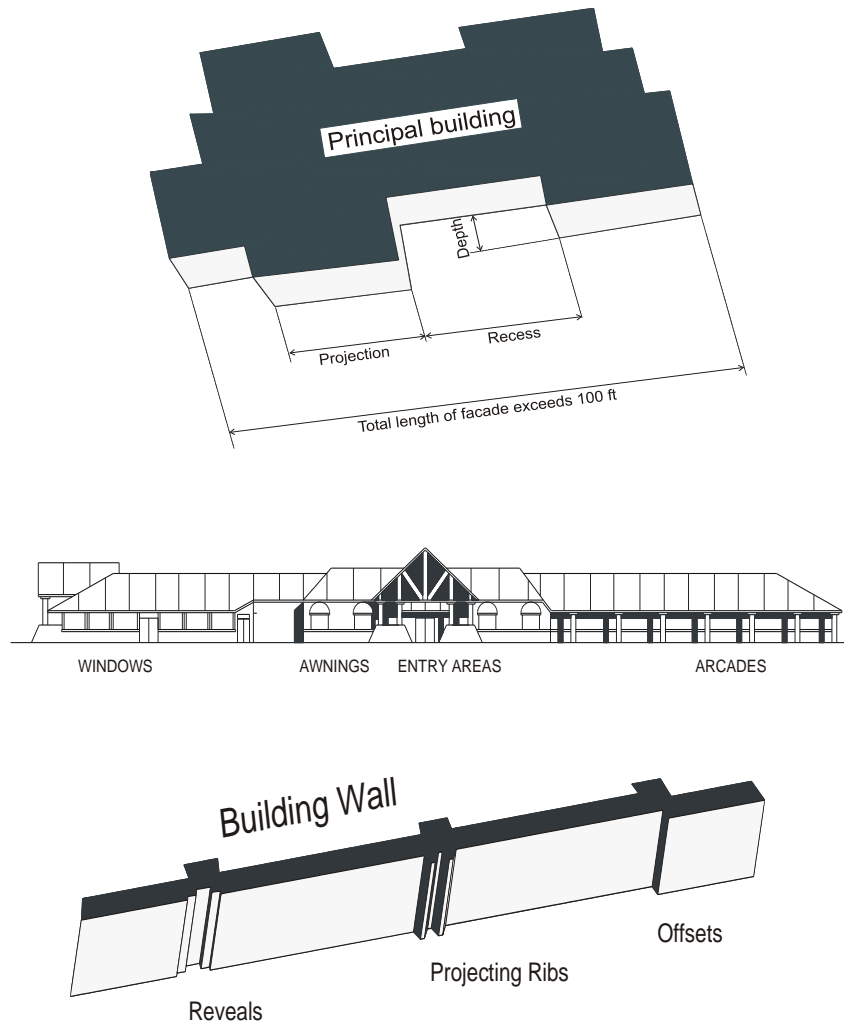 Principal building
Depth
Recess
Projection
Total length of facade exceeds 100 ft
WINDOWS AWNINGS ENTRY AREAS ARCADES
Building Wall
Offsets
Projecting Ribs
Reveals